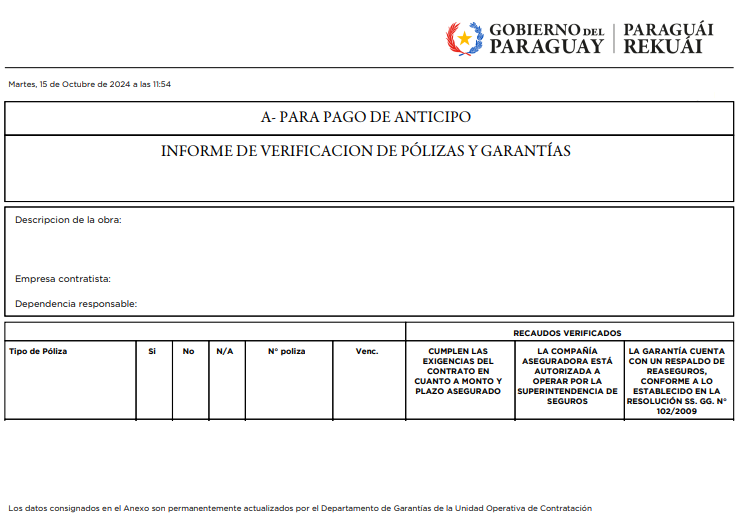 GOBIERNO DEL PARAGUAY | PARAGUÁI REKUÁI
Martes, 15 de Octubre de 2024 a las 11:54
A- PARA PAGO DE ANTICIPO
INFORME DE VERIFICACION DE PÓLIZAS Y GARANTÍAS
Descripcion de la obra:
Empresa contratista:
Dependencia responsable:
RECAUDOS VERIFICADOS
Tipo de Póliza
Si
No
N/A
N° poliza
Venc.
CUMPLEN LAS
EXIGENCIAS DEL
CONTRATO EN
CUANTO A MONTO Y
PLAZO ASEGURADO
LA COMPAÑÍA
ASEGURADORA ESTÁ
AUTORIZADA A
OPERAR POR LA
SUPERINTENDENCIA DE
SEGUROS
LA GARANTÍA CUENTA
CON UN RESPALDO DE
REASEGUROS,
CONFORME A LO
ESTABLECIDO EN LA
RESOLUCIÓN SS. GG. N°
102/2009
Los datos consignados en el Anexo son permanentemente actualizados por el Departamento de Garantías de la Unidad Operativa de Contratación